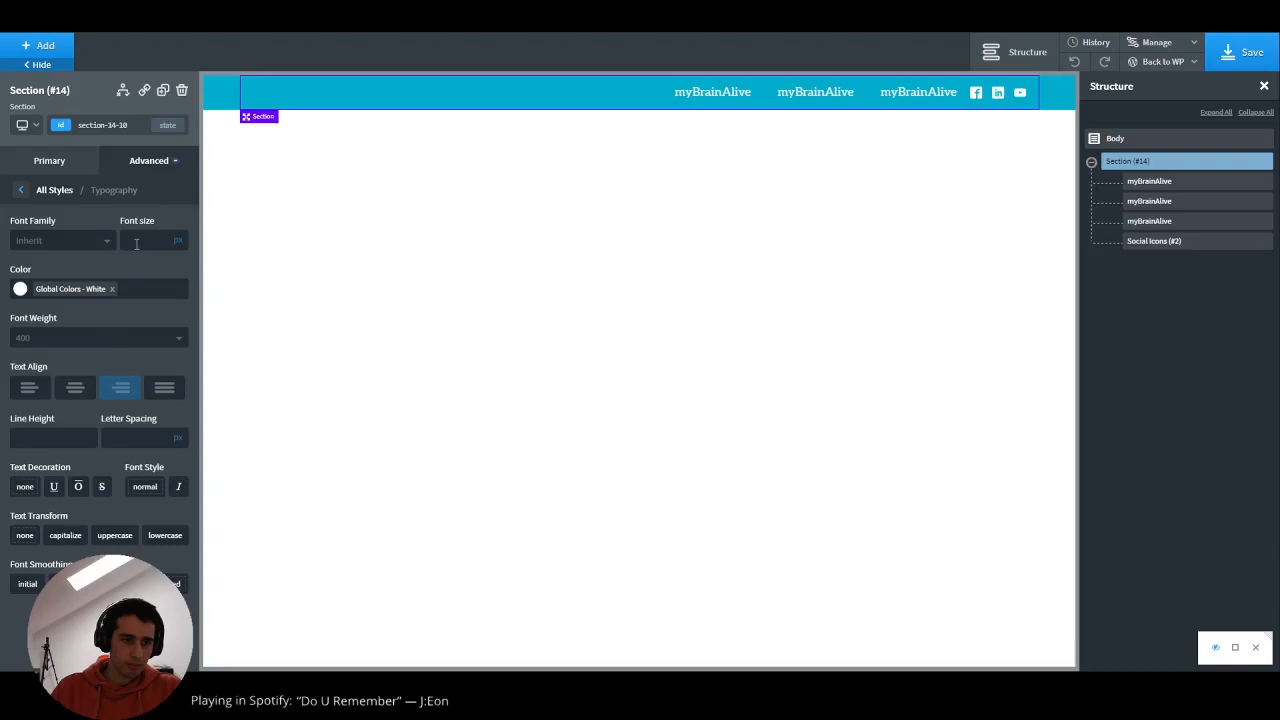 + Add
Hide
Structure
History
Manage
Back to WP
Save
Section (#14)
Section
id section-14-10 state
Primary Advanced
All Styles / Typography
Font Family Font size
Inherit px
Color
Global Colors - White x
Font Weight
400
Text Align
Line Height Letter Spacing
px
Text Decoration Font Style
none U O S normal I
Text Transform
none capitalize uppercase lowercase
Font Smoothing
initial
myBrainAlive myBrainAlive myBrainAlive
Section
Structure
Expand All Collapse All
Body
Section (#14)
myBrainAlive
myBrainAlive
myBrainAlive
Social Icons (#2)
Playing in Spotify: “Do U Remember” — J:Eon